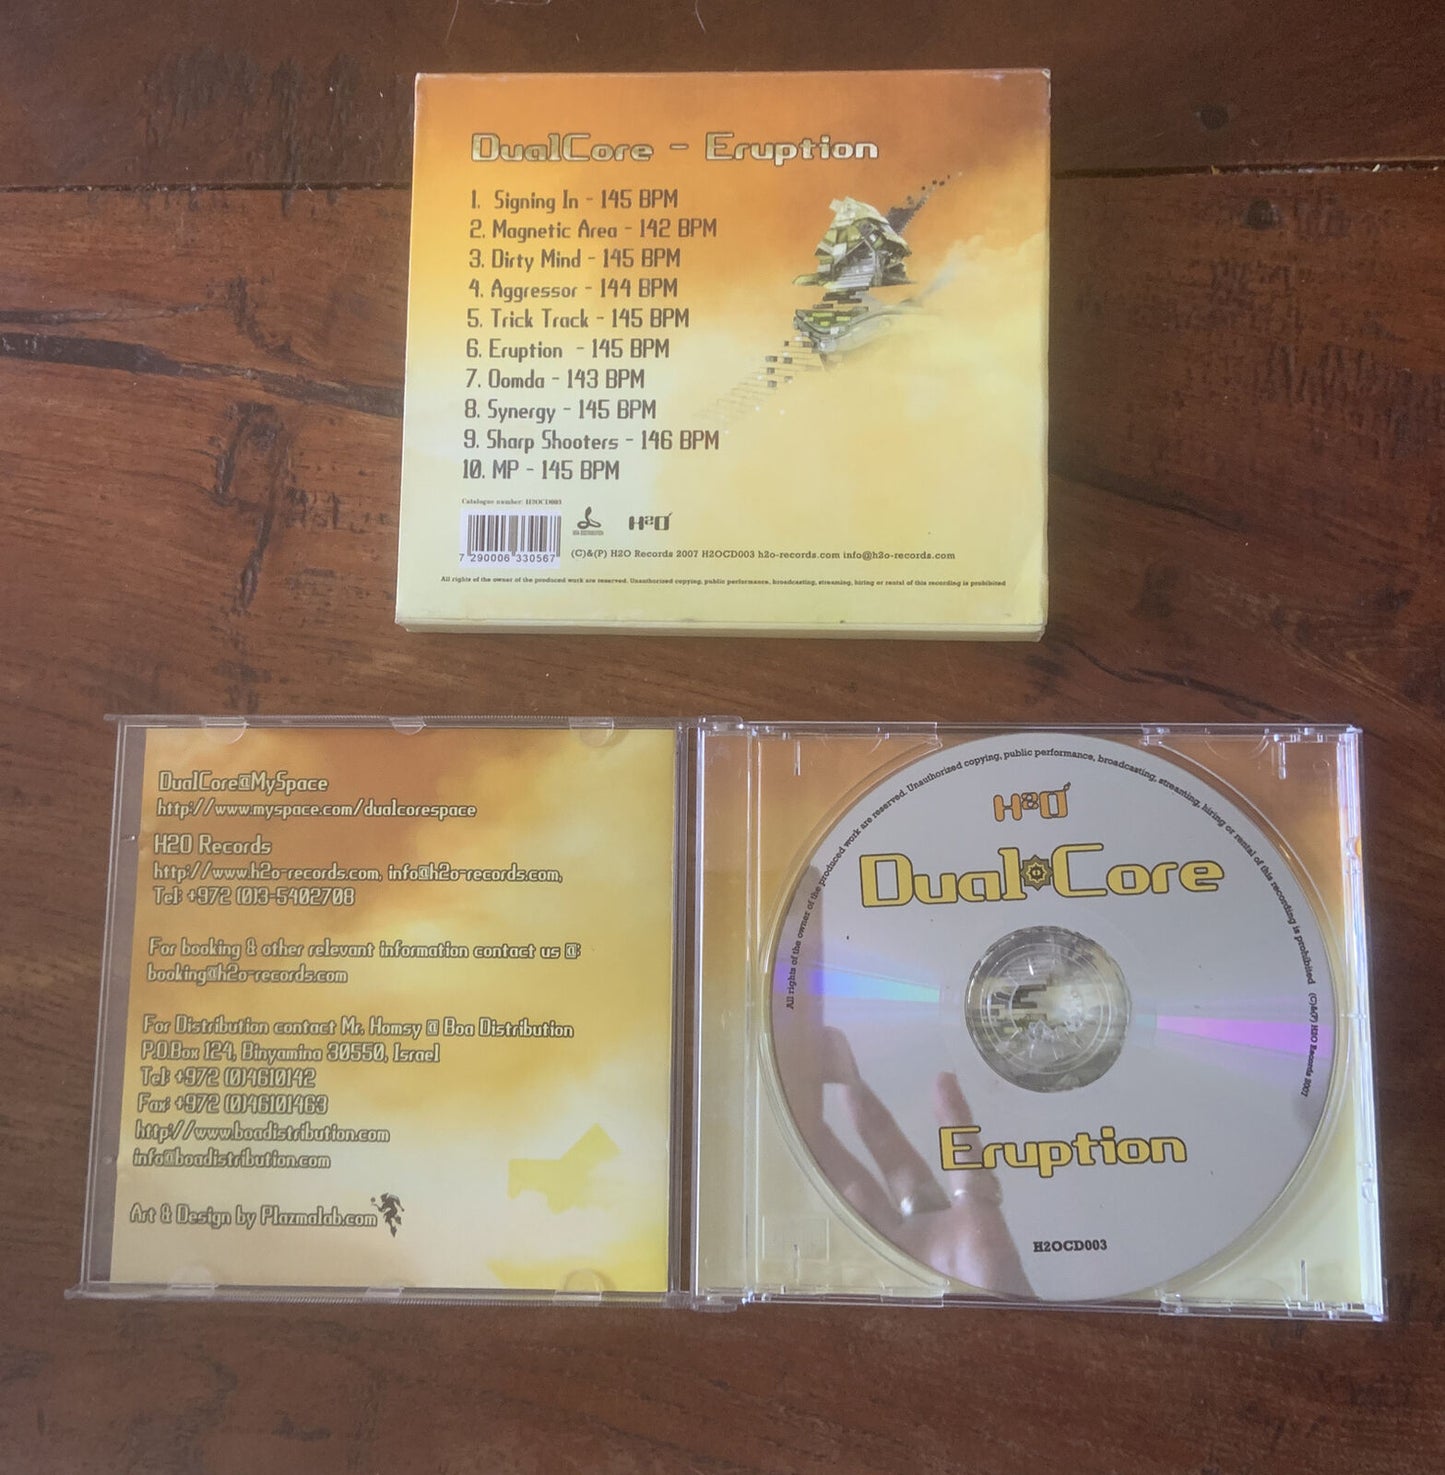 DualCore - Eruption
1. Signing In - 145 BPM
2. Magnetic Area - 142 BPM
3. Dirty Mind - 145 BPM
4. Aggressor - 144 BPM
5. Trick Track - 145 BPM
6. Eruption - 145 BPM
7. Oomda - 143 BPM
8. Synergy - 145 BPM
9. Sharp Shooters - 146 BPM
10. MP - 145 BPM
Catalogue number: H2OCD003
BOA DISTRIBUTION
H2O
7 290006 330567
(C)&(P) H2O Records 2007 H2OCD003 h2o-records.com info@h2o-records.com
All rights of the owner of the produced work are reserved. Unauthorized copying, public performance, broadcasting, streaming, hiring or rental of this recording is prohibited
DualCore@MySpace
http://www.myspace.com/dualcorespace
H2O Records
http://www.h2o-records.com, info@h2o-records.com,
Tel: +972 (0)3-5402708
For booking & other relevant information contact us @:
booking@h2o-records.com
For Distribution contact Mr. Homsy @ Boa Distribution
P.O.Box 124, Binyamina 30550, Israel
Tel: +972 (0)4610142
Fax: +972 (0)46101463
http://www.boadistribution.com
info@boadistribution.com
Art & Design by Plazmalab.com
All rights of the owner of the produced work are reserved. Unauthorized copying, public performance, broadcasting, streaming, hiring or rental of this recording is prohibited (C)&(P) H2O Records 2007
H2O
Dual Core
Eruption
H2OCD003